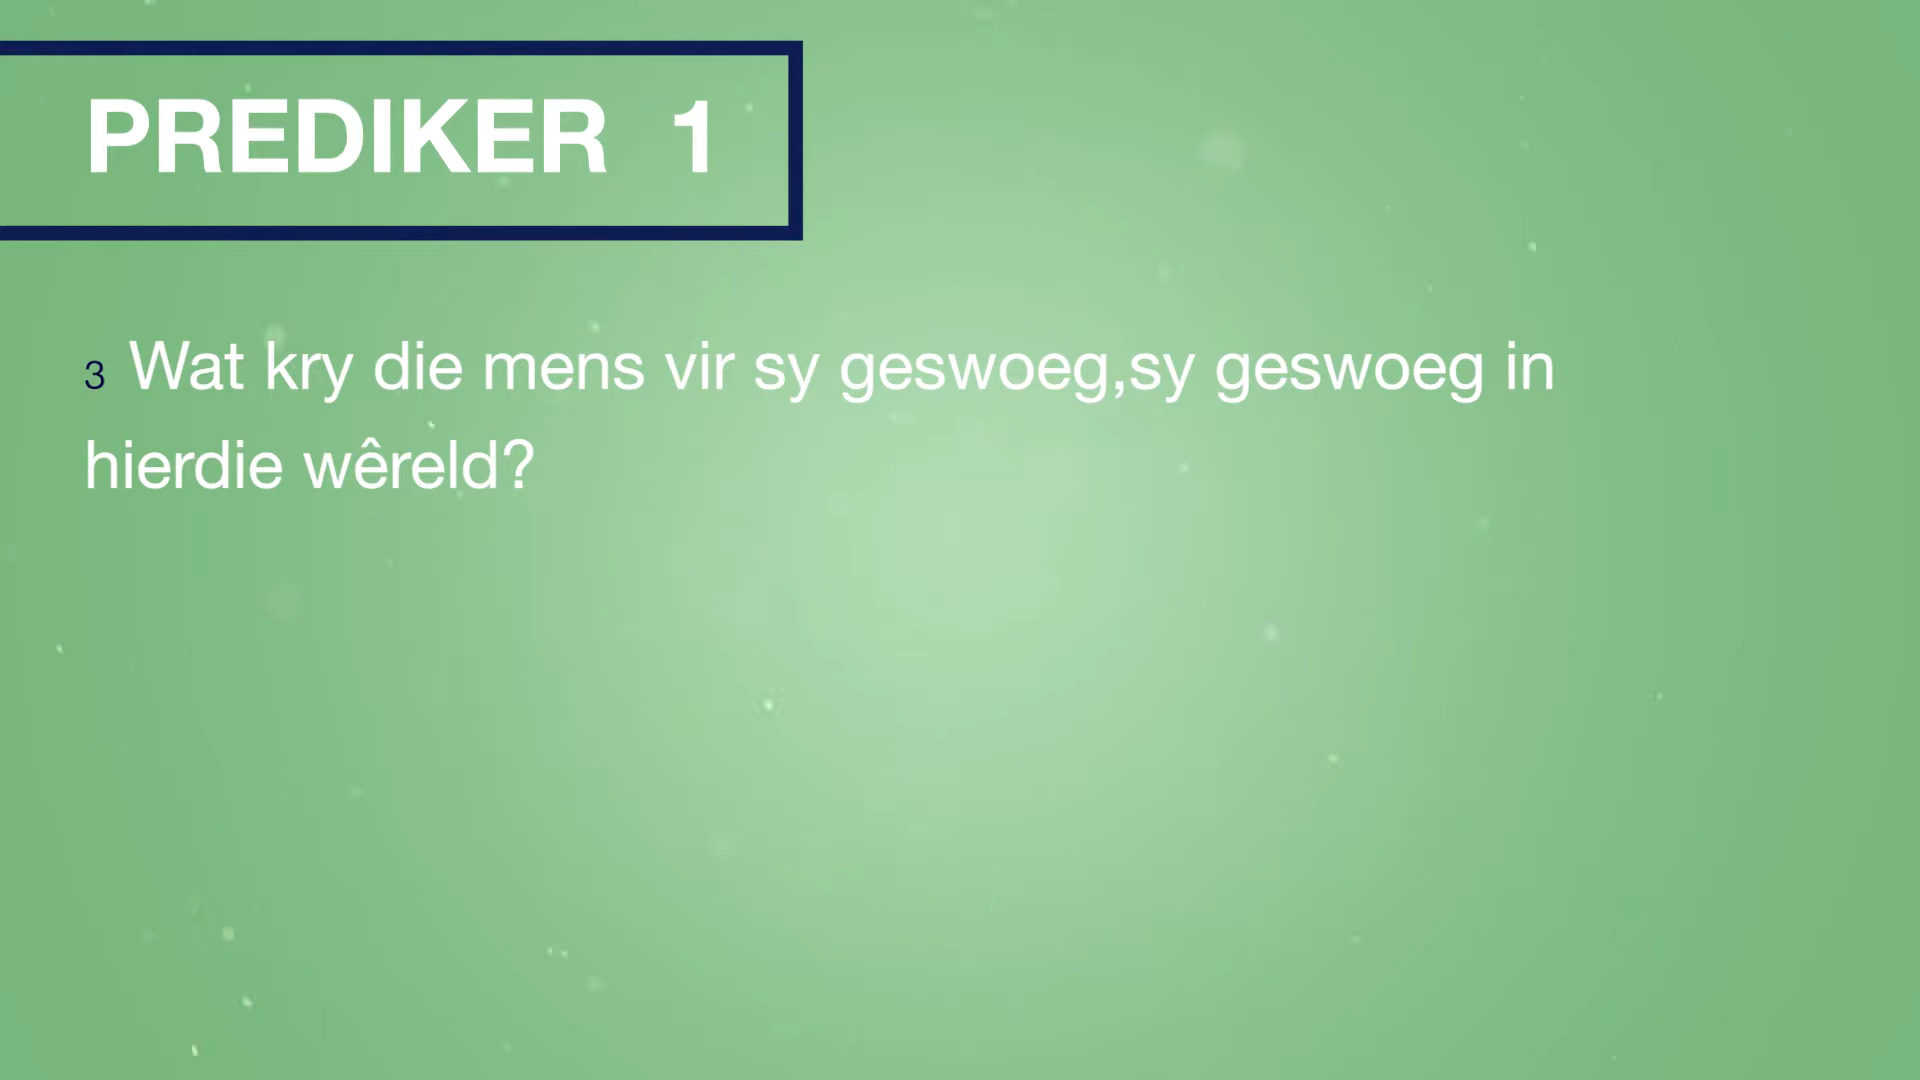 PREDIKER 1
3 Wat kry die mens vir sy geswoeg,sy geswoeg in
hierdie wêreld?